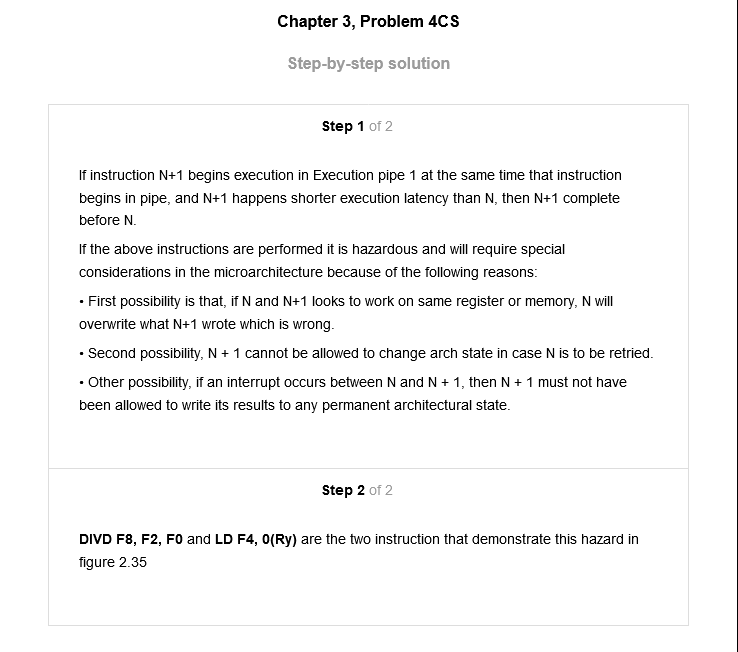 Chapter 3, Problem 4CS
Step-by-step solution
Step 1 of 2
If instruction N+1 begins execution in Execution pipe 1 at the same time that instruction
begins in pipe, and N+1 happens shorter execution latency than N, then N+1 complete
before N.
If the above instructions are performed it is hazardous and will require special
considerations in the microarchitecture because of the following reasons:
• First possibility is that, if N and N+1 looks to work on same register or memory, N will
overwrite what N+1 wrote which is wrong.
• Second possibility, N + 1 cannot be allowed to change arch state in case N is to be retried.
• Other possibility, if an interrupt occurs between N and N + 1, then N + 1 must not have
been allowed to write its results to any permanent architectural state.
Step 2 of 2
DIVD F8, F2, F0 and LD F4, 0(Ry) are the two instruction that demonstrate this hazard in
figure 2.35